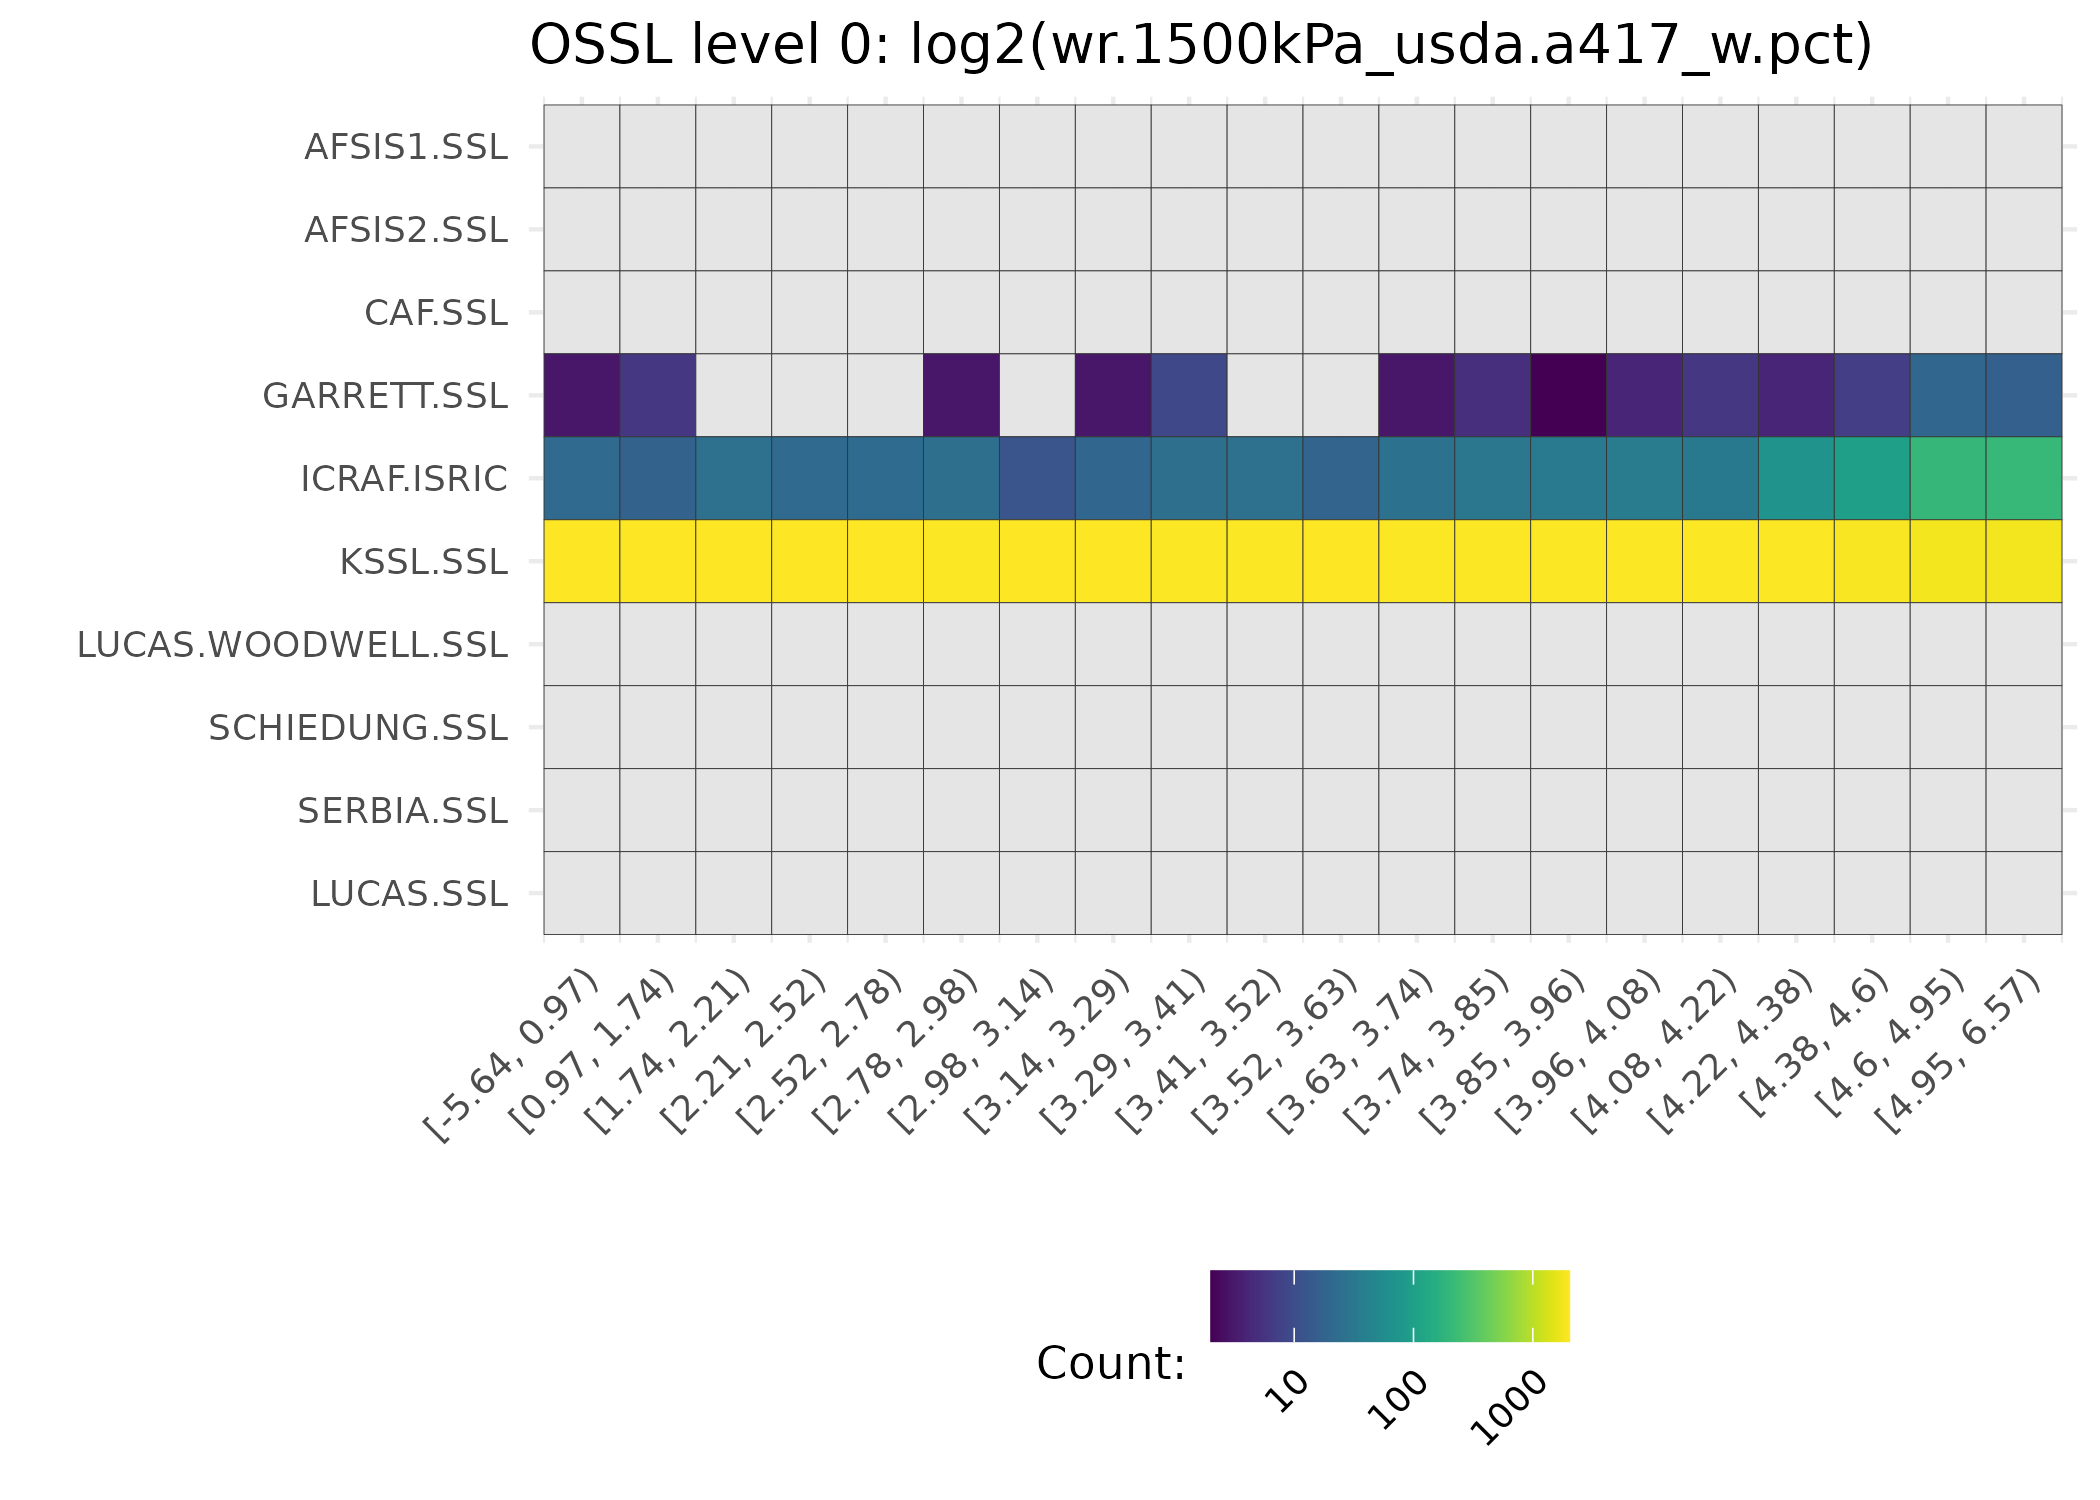 OSSL level 0: log2(wr.1500kPa_usda.a417_w.pct)
AFSIS1.SSL
AFSIS2.SSL
CAF.SSL
GARRETT.SSL
ICRAF.ISRIC
KSSL.SSL
LUCAS.WOODWELL.SSL
SCHIEDUNG.SSL
SERBIA.SSL
LUCAS.SSL
[-5.64, 0.97)
[0.97, 1.74)
[1.74, 2.21)
[2.21, 2.52)
[2.52, 2.78)
[2.78, 2.98)
[2.98, 3.14)
[3.14, 3.29)
[3.29, 3.41)
[3.41, 3.52)
[3.52, 3.63)
[3.63, 3.74)
[3.74, 3.85)
[3.85, 3.96)
[3.96, 4.08)
[4.08, 4.22)
[4.22, 4.38)
[4.38, 4.6)
[4.6, 4.95)
[4.95, 6.57)
Count:
10
100
1000